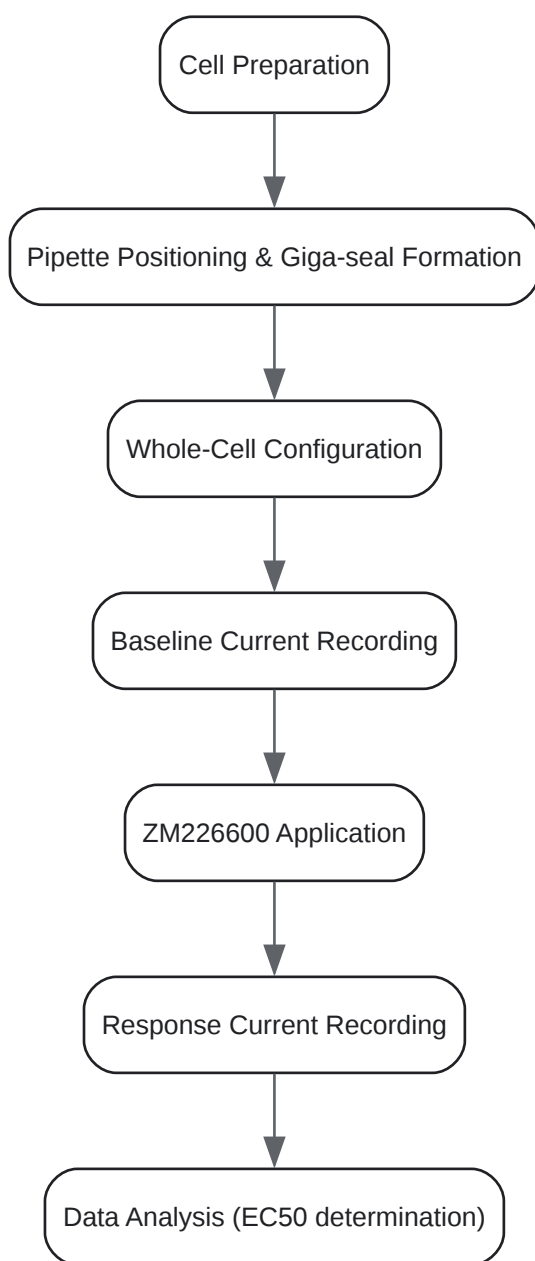 Cell Preparation
Pipette Positioning & Giga-seal Formation
Whole-Cell Configuration
Baseline Current Recording
ZM226600 Application
Response Current Recording
Data Analysis (EC50 determination)